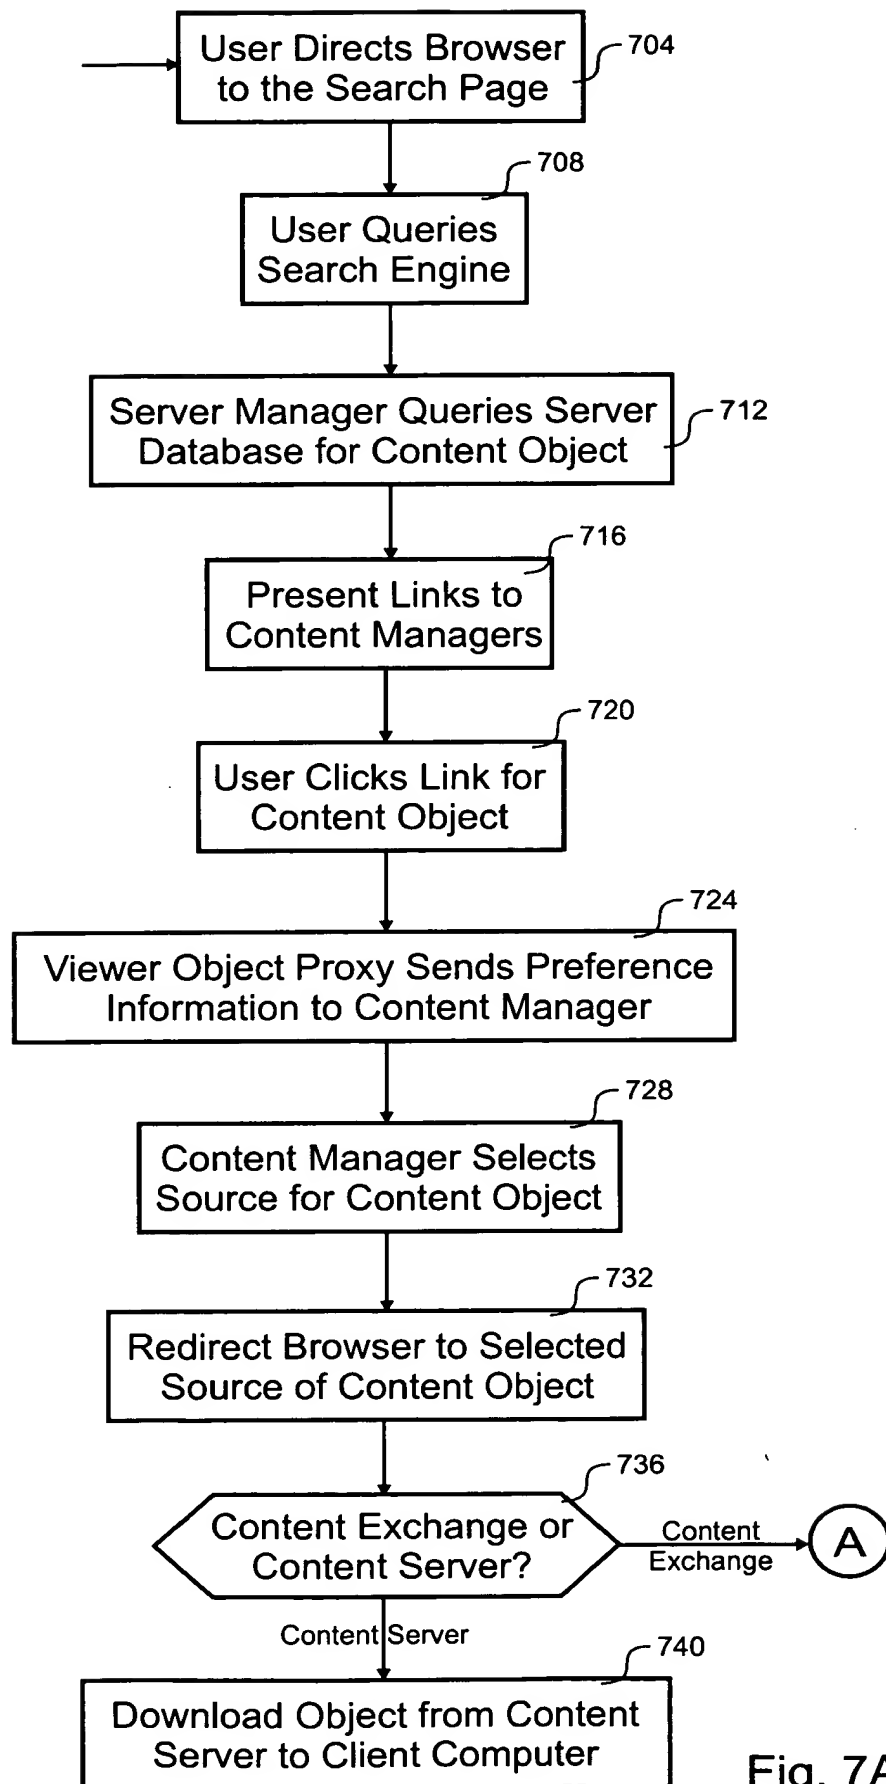 User Directs Browser
to the Search Page
704
708
User Queries
Search Engine
Server Manager Queries Server
Database for Content Object
712
716
Present Links to
Content Managers
720
User Clicks Link for
Content Object
724
Viewer Object Proxy Sends Preference
Information to Content Manager
728
Content Manager Selects
Source for Content Object
732
Redirect Browser to Selected
Source of Content Object
736
Content Exchange or
Content Server?
Content
Exchange
A
Content Server
740
Download Object from Content
Server to Client Computer
Fig. 7A